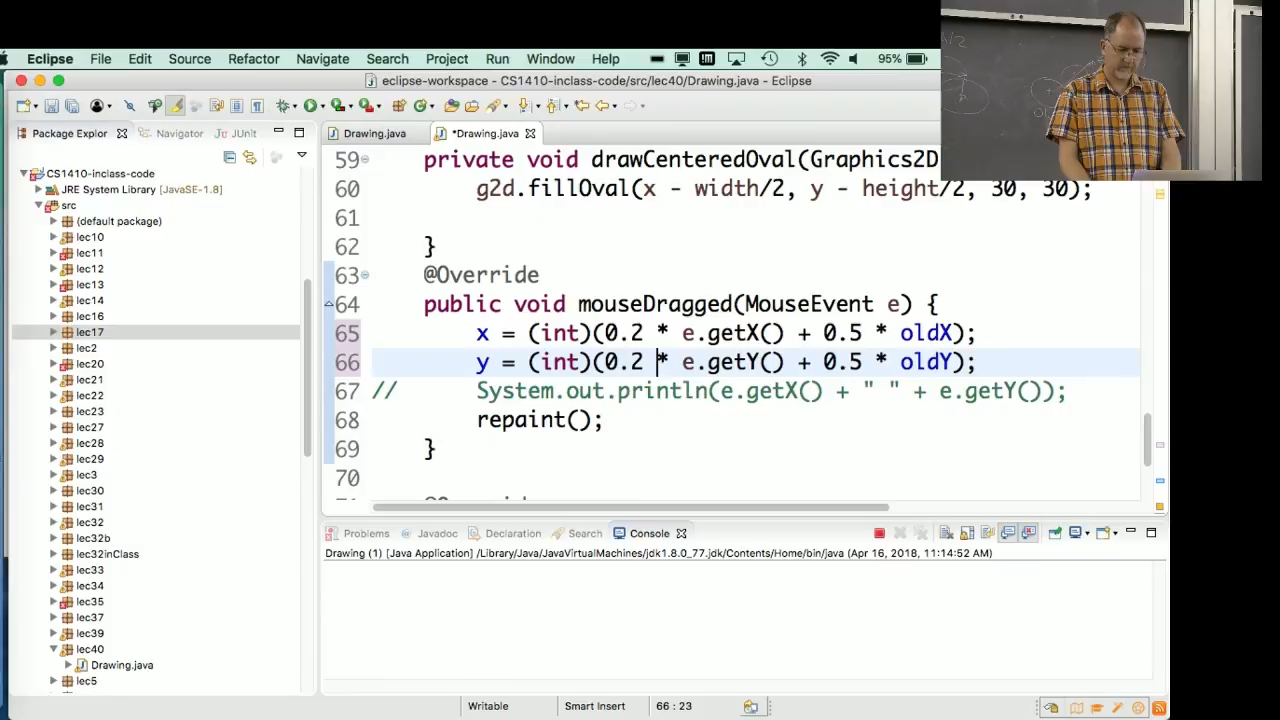 Eclipse File Edit Source Refactor Navigate Search Project Run Window Help 95%
eclipse-workspace - CS1410-inclass-code/src/lec40/Drawing.java - Eclipse
Package Explor Navigator JUnit
Drawing.java *Drawing.java
CS1410-inclass-code
JRE System Library [JavaSE-1.8]
src
(default package)
lec10
lec11
lec12
lec13
lec14
lec16
lec17
lec2
lec20
lec21
lec22
lec23
lec27
lec28
lec29
lec3
lec30
lec31
lec32
lec32b
lec32inClass
lec33
lec34
lec35
lec37
lec39
lec40
Drawing.java
lec5
59 private void drawCenteredOval(Graphics2D
60 g2d.fillOval(x - width/2, y - height/2, 30, 30);
61
62 }
63 @Override
64 public void mouseDragged(MouseEvent e) {
65 x = (int)(0.2 * e.getX() + 0.5 * oldX);
66 y = (int)(0.2 * e.getY() + 0.5 * oldY);
67 // System.out.println(e.getX() + " " + e.getY());
68 repaint();
69 }
70
Problems Javadoc Declaration Search Console
Drawing (1) [Java Application] /Library/Java/JavaVirtualMachines/jdk1.8.0_77.jdk/Contents/Home/bin/java (Apr 16, 2018, 11:14:52 AM)
Writable Smart Insert 66 : 23